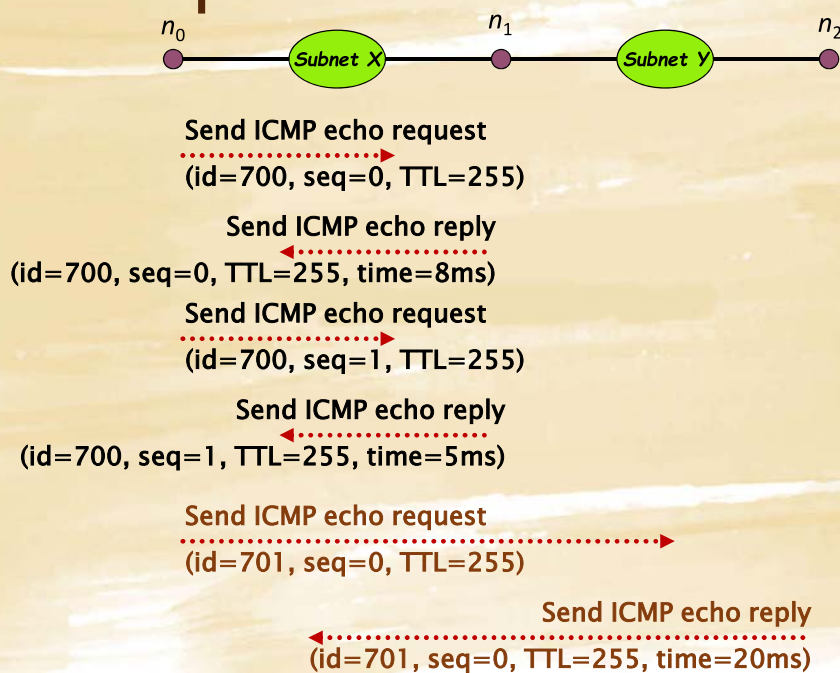 n0 n1 n2
Subnet X Subnet Y
Send ICMP echo request
(id=700, seq=0, TTL=255)
Send ICMP echo reply
(id=700, seq=0, TTL=255, time=8ms)
Send ICMP echo request
(id=700, seq=1, TTL=255)
Send ICMP echo reply
(id=700, seq=1, TTL=255, time=5ms)
Send ICMP echo request
(id=701, seq=0, TTL=255)
Send ICMP echo reply
(id=701, seq=0, TTL=255, time=20ms)